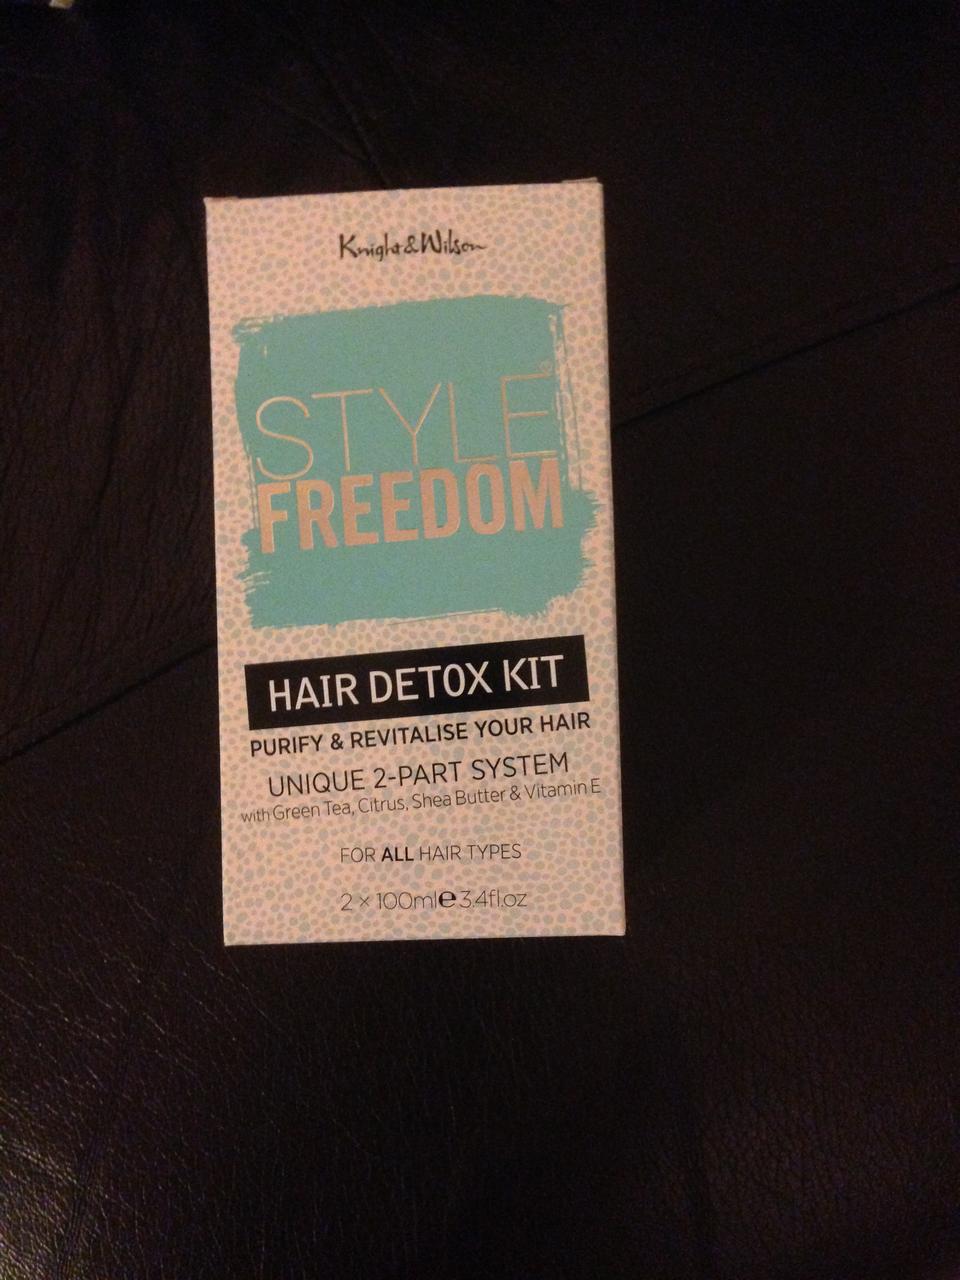 Knight & Wilson
STYLE®
FREEDOM
HAIR DETOX KIT
PURIFY & REVITALISE YOUR HAIR
UNIQUE 2-PART SYSTEM
with Green Tea, Citrus, Shea Butter & Vitamin E
FOR ALL HAIR TYPES
2 x 100ml e 3.4fl.oz